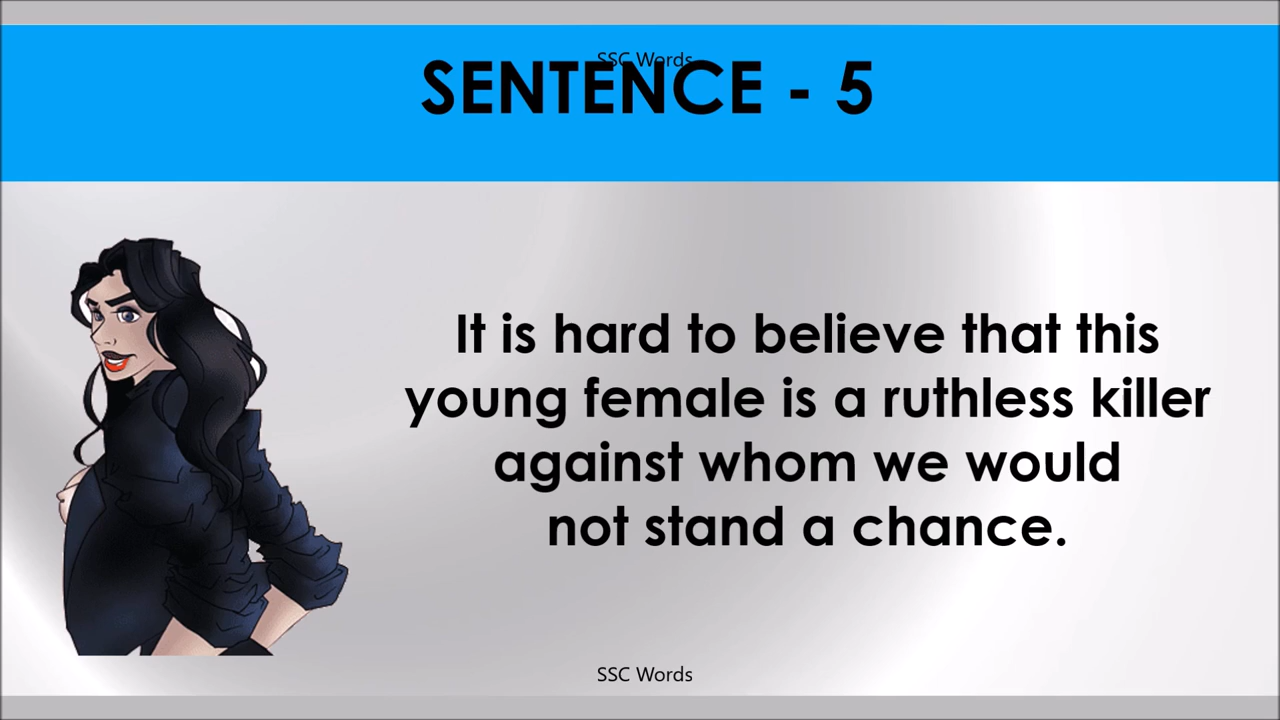 SSC Words
SENTENCE - 5
It is hard to believe that this
young female is a ruthless killer
against whom we would
not stand a chance.
SSC Words